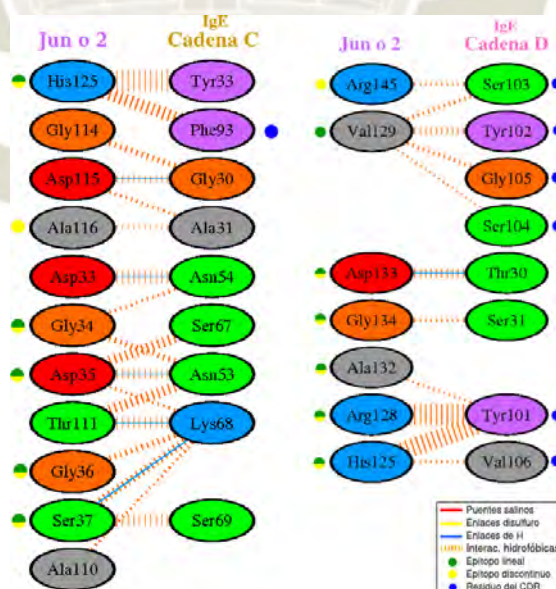 IgE
Jun o 2 Cadena C
His125 Tyr33
Gly114 Phe93
Asp115 Gly30
Ala116 Ala31
Asp33 Asn54
Gly34 Ser67
Asp35 Asn53
Thr111 Lys68
Gly36
Ser37 Ser69
Ala110
IgE
Jun o 2 Cadena D
Arg145 Ser103
Val129 Tyr102
Gly105
Ser104
Asp133 Thr30
Gly134 Ser31
Ala132
Arg128 Tyr101
His125 Val106
Puentes salinos
Enlaces disulfuro
Enlaces de H
Interac. hidrofóbicas
Epítopo lineal
Epítopo discontinuo
Residuo del CDR